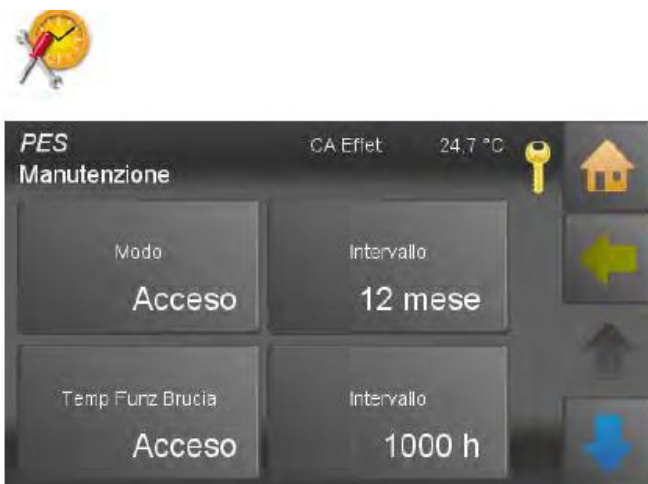 PES CA Effet 24,7 °C
Manutenzione
Modo Intervallo
Acceso 12 mese
Temp Funz Brucia Intervallo
Acceso 1000 h